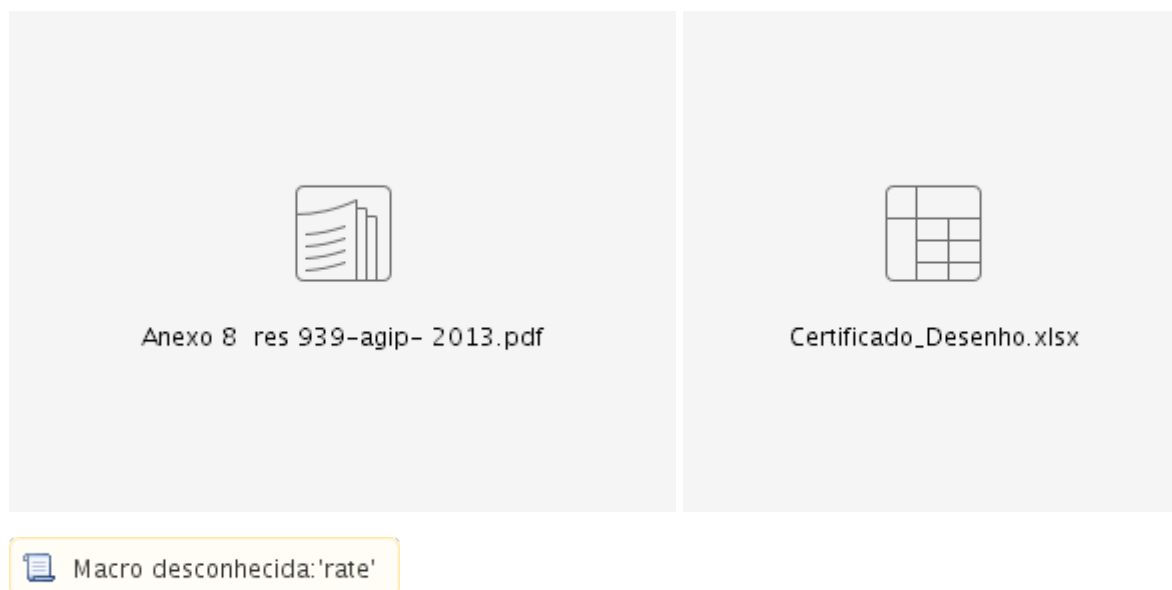 Anexo 8 res 939-agip- 2013.pdf
Certificado_Desenho.xlsx
Macro desconhecida:'rate'